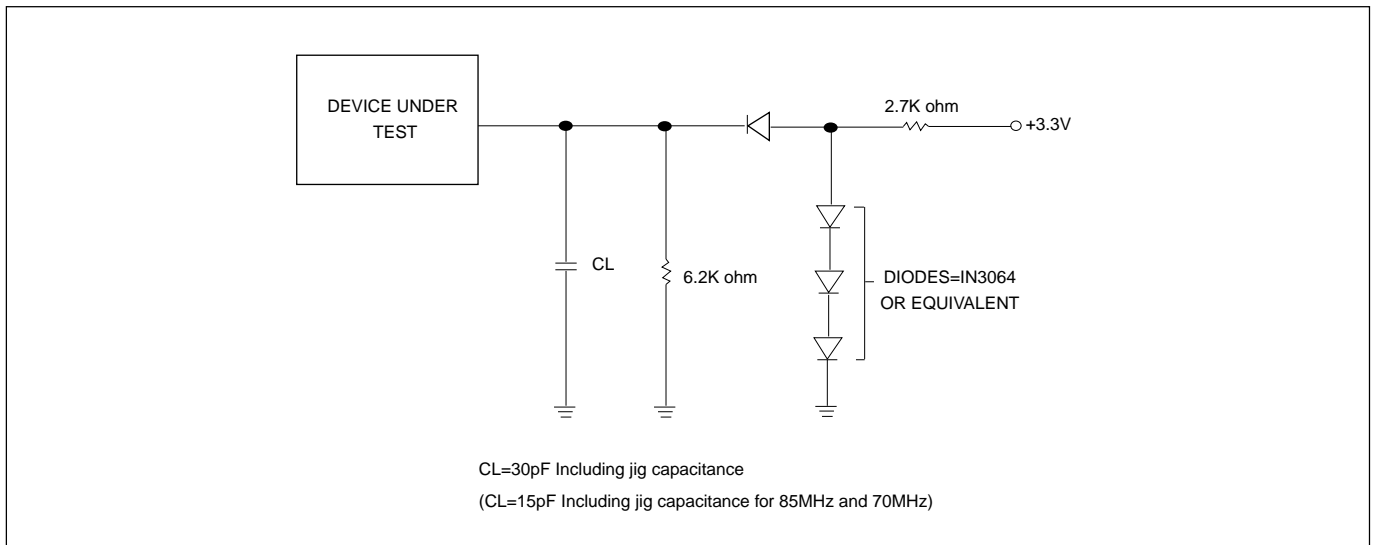 DEVICE UNDER
TEST
2.7K ohm
+3.3V
CL
6.2K ohm
DIODES=IN3064
OR EQUIVALENT
CL=30pF Including jig capacitance
(CL=15pF Including jig capacitance for 85MHz and 70MHz)